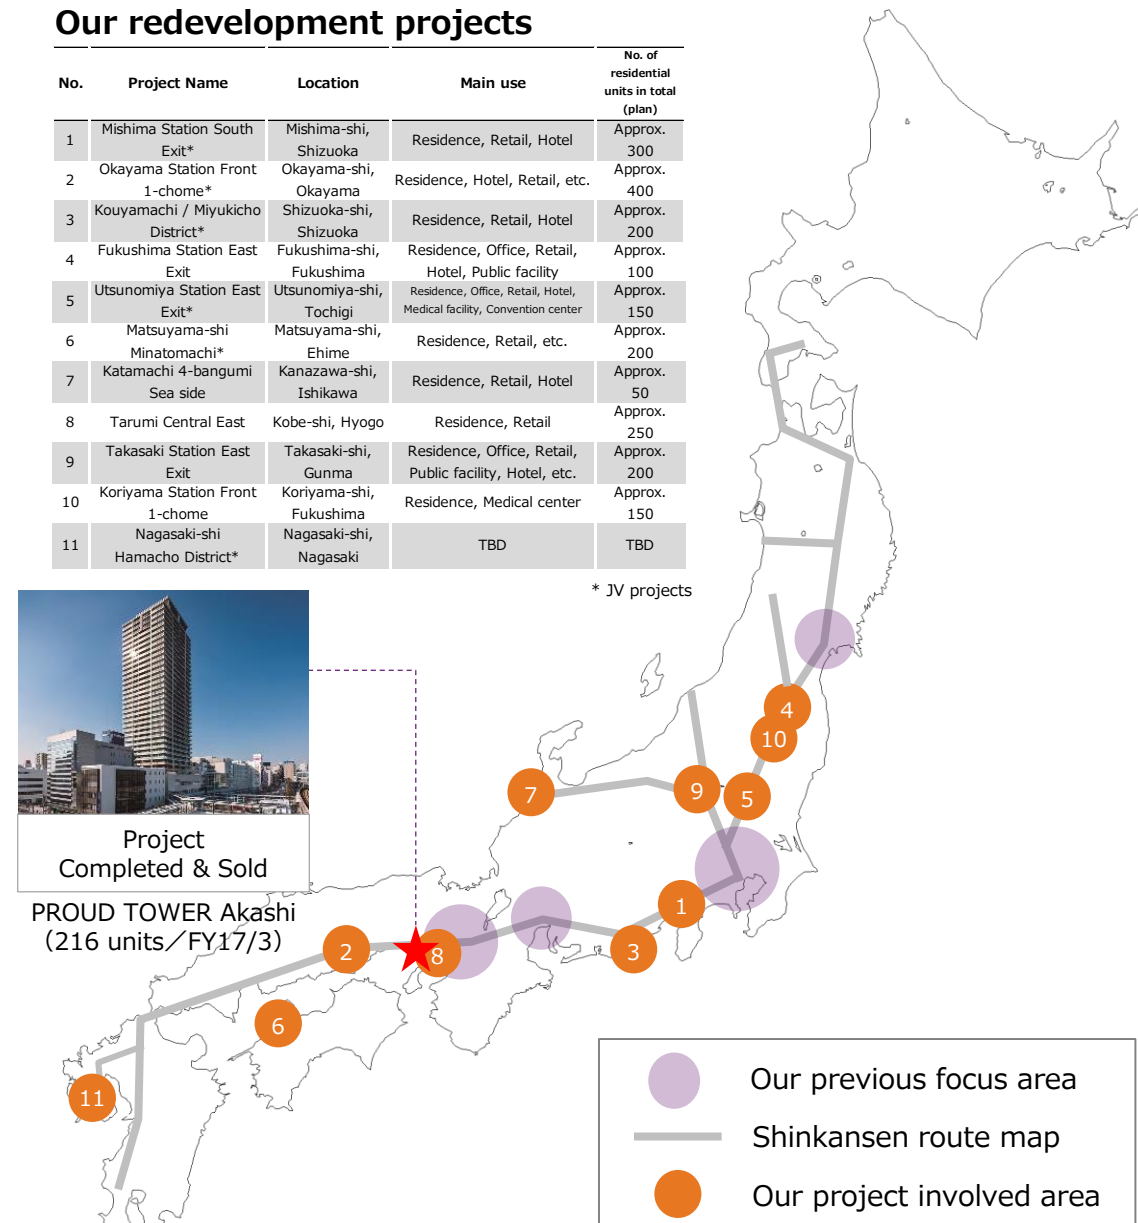 Our redevelopment projects
No.
Project Name
Location
Main use
No. of
residential
units in total
(plan)
1
Mishima Station South
Exit*
Mishima-shi,
Shizuoka
Residence, Retail, Hotel
Approx.
300
2
Okayama Station Front
1-chome*
Okayama-shi,
Okayama
Residence, Hotel, Retail, etc.
Approx.
400
3
Kouyamachi / Miyukicho
District*
Shizuoka-shi,
Shizuoka
Residence, Retail, Hotel
Approx.
200
4
Fukushima Station East
Exit
Fukushima-shi,
Fukushima
Residence, Office, Retail,
Hotel, Public facility
Approx.
100
5
Utsunomiya Station East
Exit*
Utsunomiya-shi,
Tochigi
Residence, Office, Retail, Hotel,
Medical facility, Convention center
Approx.
150
6
Matsuyama-shi
Minatomachi*
Matsuyama-shi,
Ehime
Residence, Retail, etc.
Approx.
200
7
Katamachi 4-bangumi
Sea side
Kanazawa-shi,
Ishikawa
Residence, Retail, Hotel
Approx.
50
8
Tarumi Central East
Kobe-shi, Hyogo
Residence, Retail
Approx.
250
9
Takasaki Station East
Exit
Takasaki-shi,
Gunma
Residence, Office, Retail,
Public facility, Hotel, etc.
Approx.
200
10
Koriyama Station Front
1-chome
Koriyama-shi,
Fukushima
Residence, Medical center
Approx.
150
11
Nagasaki-shi
Hamacho District*
Nagasaki-shi,
Nagasaki
TBD
TBD
* JV projects
Project
Completed & Sold
PROUD TOWER Akashi
（216 units／FY17/3）
4
10
7
9
5
1
2
8
3
6
11
Our previous focus area
Shinkansen route map
Our project involved area